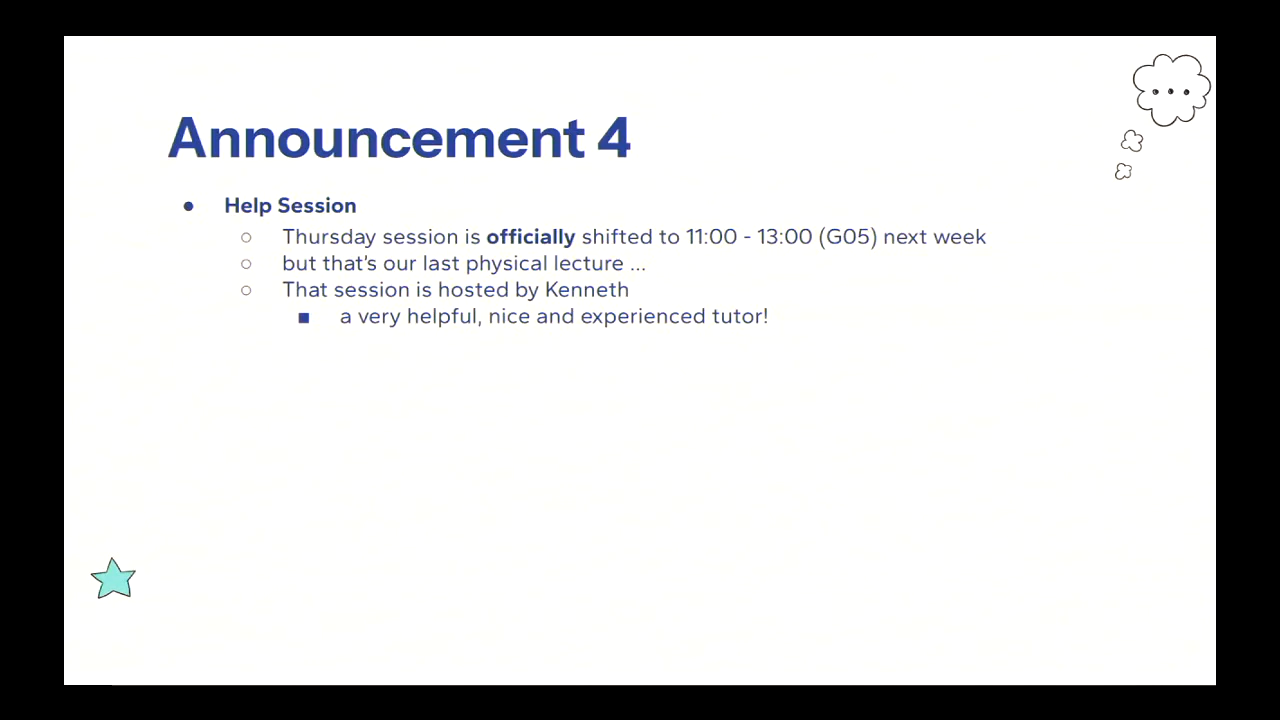 Announcement 4
● Help Session
○ Thursday session is officially shifted to 11:00 - 13:00 (G05) next week
○ but that's our last physical lecture ...
○ That session is hosted by Kenneth
■ a very helpful, nice and experienced tutor!